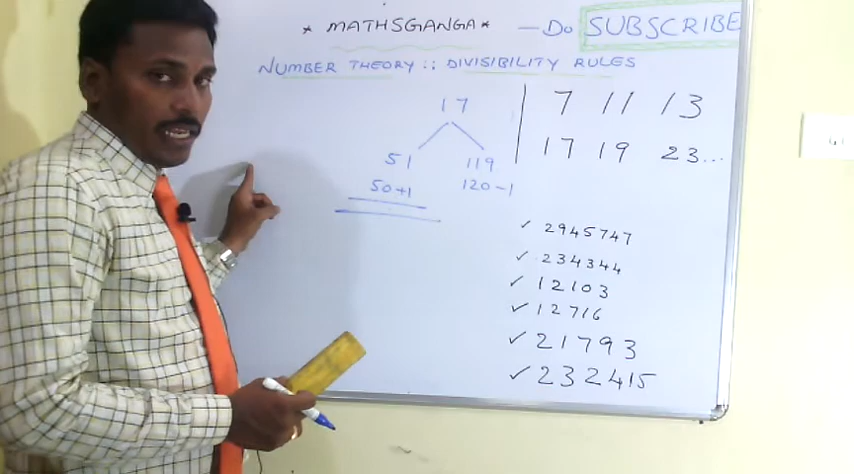 * MATHSGANGA * — Do SUBSCRIBE
NUMBER THEORY :: DIVISIBILITY RULES
17
51 119
50+1 120-1
7 11 13
17 19 23...
✓ 2945747
✓ 234344
✓ 12103
✓ 12716
✓ 21793
✓ 232415